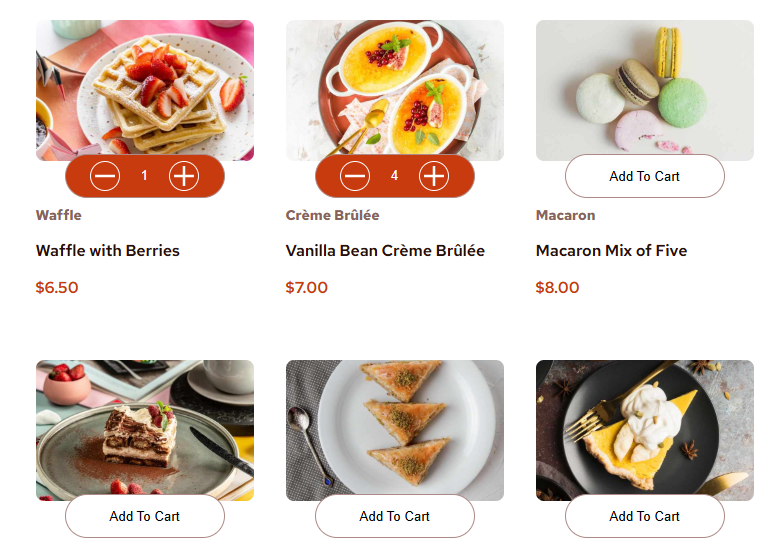 1
4
Add To Cart
Waffle
Crème Brûlée
Macaron
Waffle with Berries
Vanilla Bean Crème Brûlée
Macaron Mix of Five
$6.50
$7.00
$8.00
Add To Cart
Add To Cart
Add To Cart